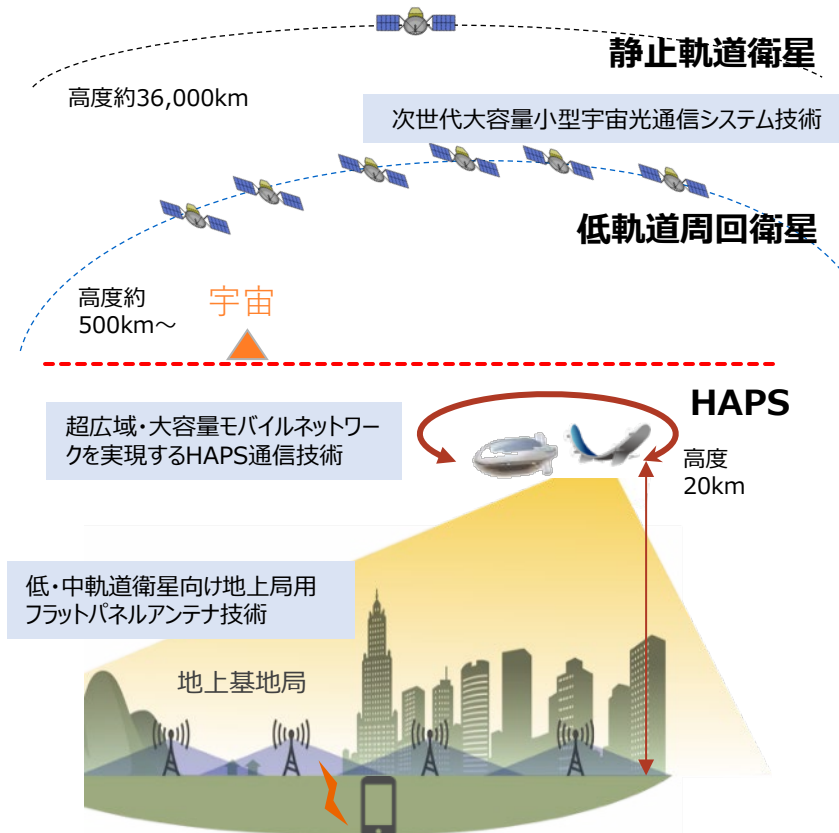 静止軌道衛星
高度約36,000km
次世代大容量小型宇宙光通信システム技術
低軌道周回衛星
高度約
500km～
宇宙
HAPS
超広域・大容量モバイルネットワー
クを実現するHAPS通信技術
高度
20km
低・中軌道衛星向け地上局用
フラットパネルアンテナ技術
地上基地局